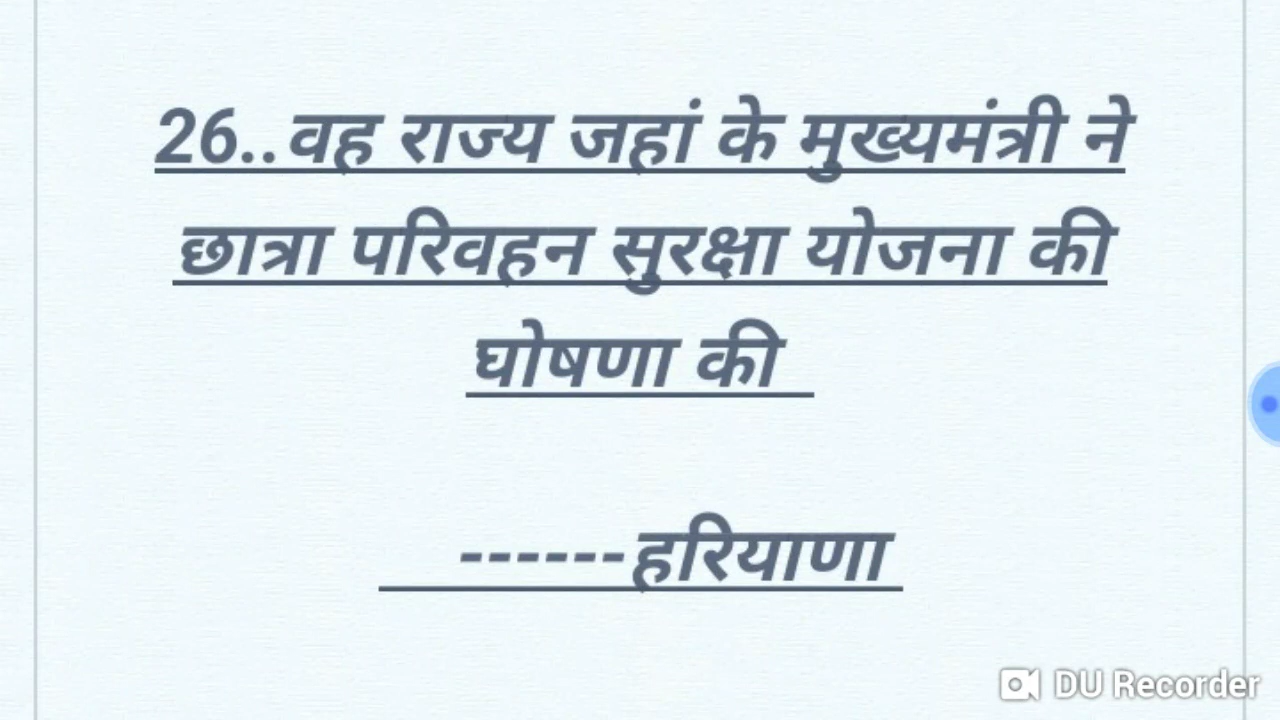 26..वह राज्य जहां के मुख्यमंत्री ने
छात्रा परिवहन सुरक्षा योजना की
घोषणा की
------हरियाणा
DU Recorder